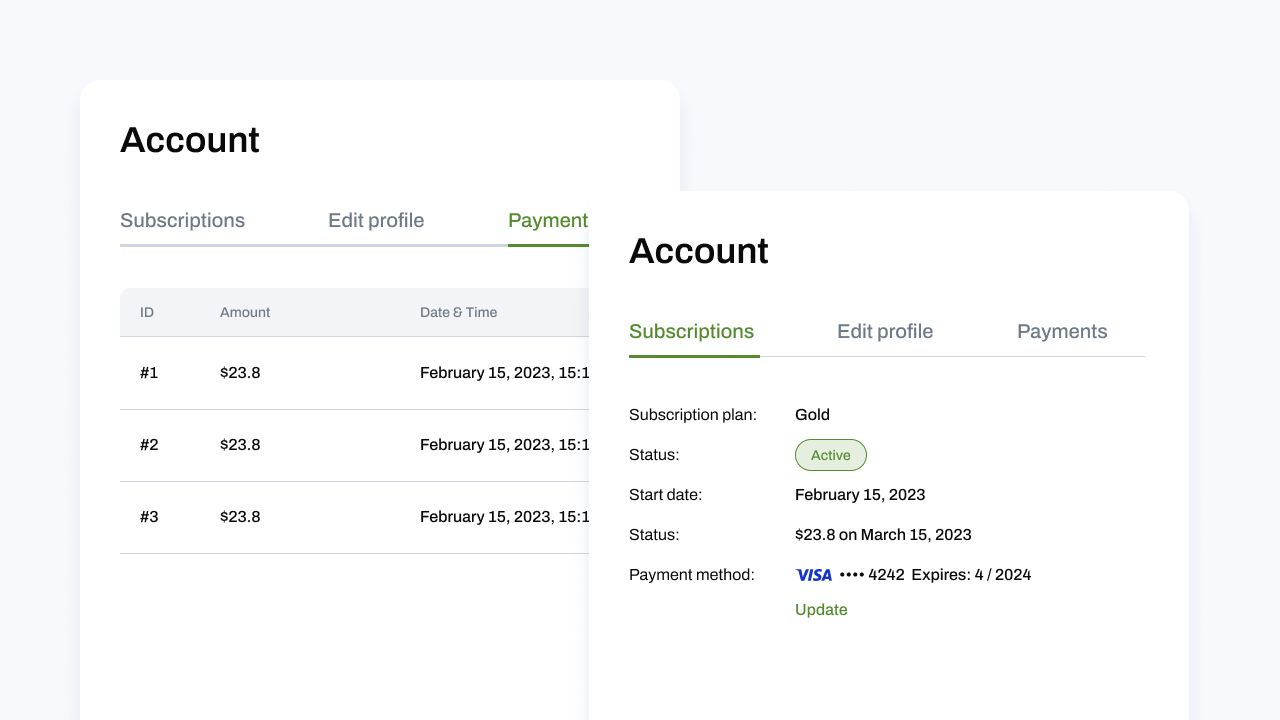 Account
Subscriptions Edit profile Payment
ID Amount Date & Time
#1 $23.8 February 15, 2023, 15:1
#2 $23.8 February 15, 2023, 15:1
#3 $23.8 February 15, 2023, 15:1
Account
Subscriptions Edit profile Payments
Subscription plan: Gold
Status: Active
Start date: February 15, 2023
Status: $23.8 on March 15, 2023
Payment method: VISA •••• 4242 Expires: 4 / 2024
Update